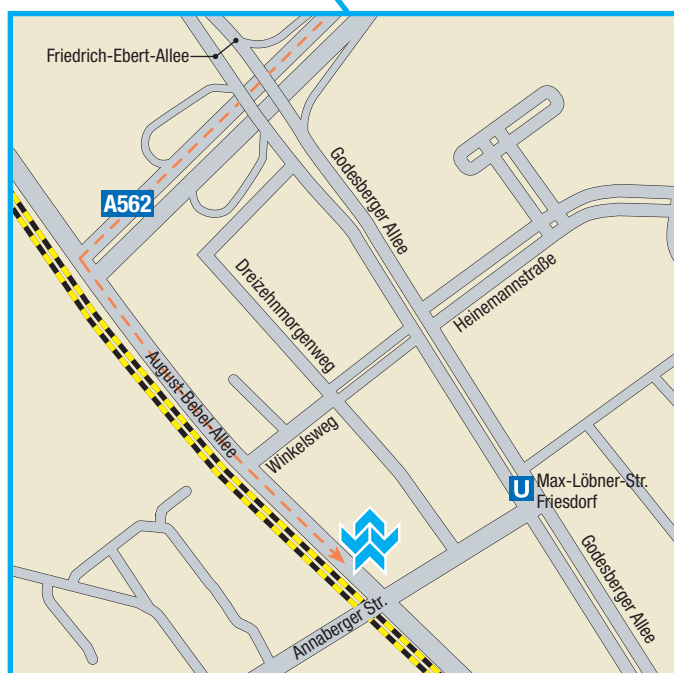 Friedrich-Ebert-Allee
Godesberger Allee
A562
Dreizehnmorgenweg
Heinemannstraße
August-Bebel-Allee
Winkelsweg
U
Max-Löbner-Str.
Friesdorf
Godesberger Allee
Annaberger Str.